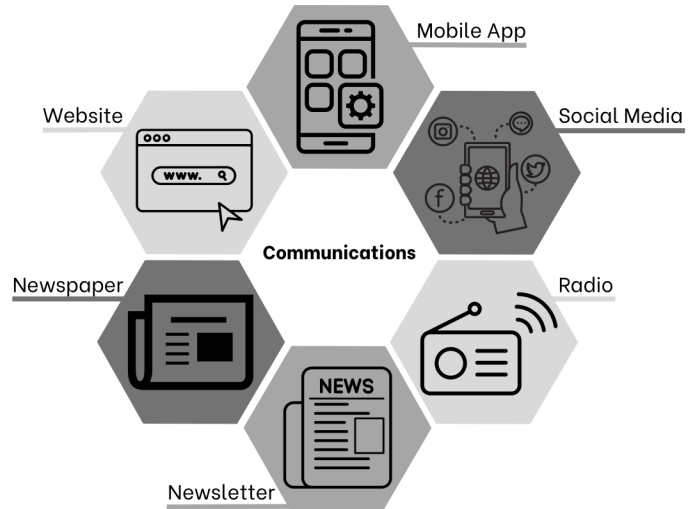 Mobile App
Website
Social Media
www.
Communications
Newspaper
Radio
NEWS
Newsletter